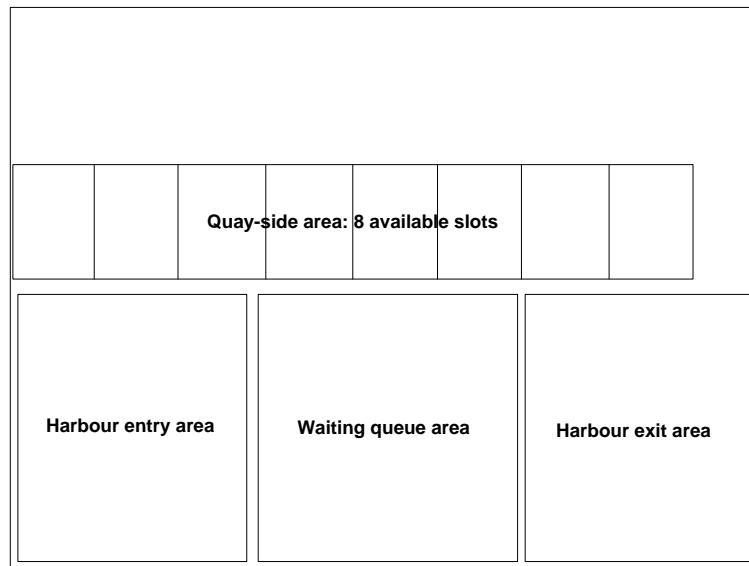 Quay-side area: 8 available slots
Harbour entry area
Waiting queue area
Harbour exit area